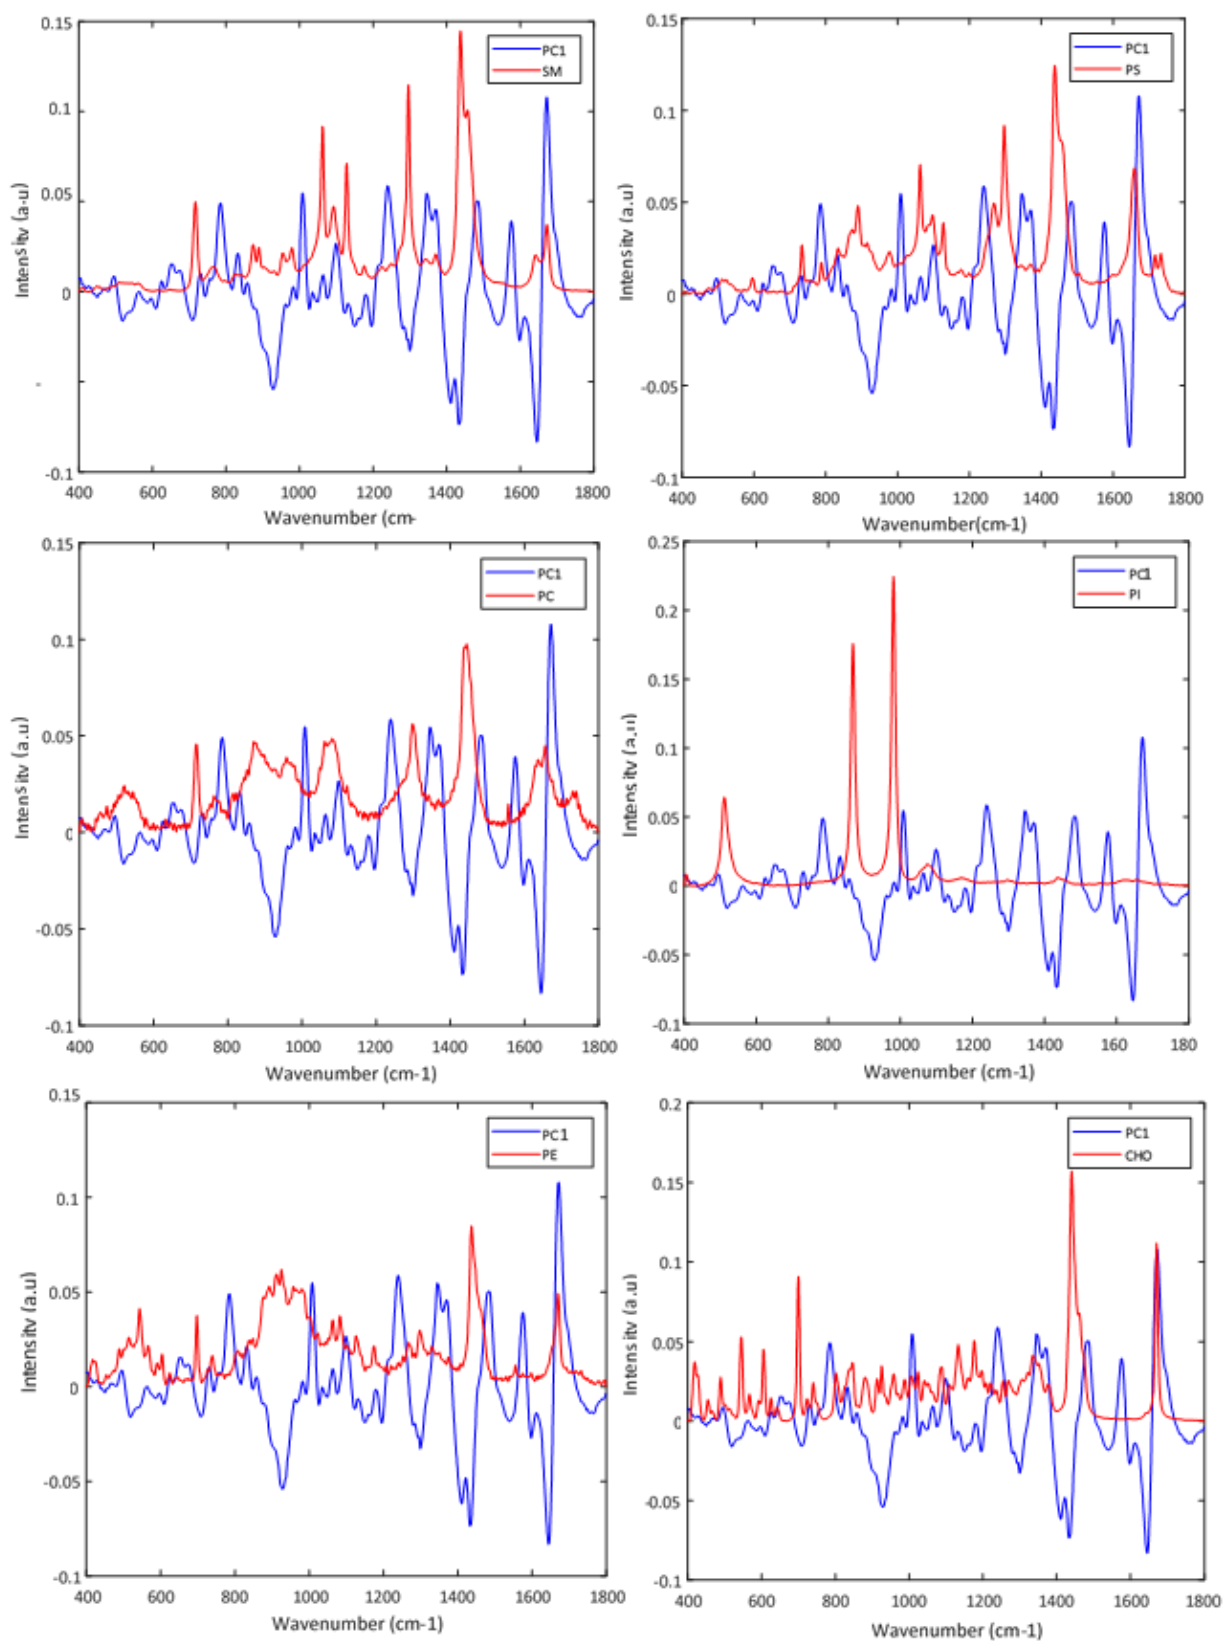 0.15
0.1
0.05
0
-0.1
400 600 800 1000 1200 1400 1600 1800
Intensity (a-u)
Wavenumber (cm-
PC1
SM
0.15
0.1
0.05
0
-0.05
-0.1
400 600 800 1000 1200 1400 1600 1800
Intensity (a.u)
Wavenumber(cm-1)
PC1
PS
0.15
0.1
0.05
0
-0.05
-0.1
400 600 800 1000 1200 1400 1600 1800
Intensity (a.u)
Wavenumber (cm-1)
PC1
PC
0.25
0.2
0.15
0.1
0.05
0
-0.05
-0.1
400 600 800 1000 1200 1400 160 180
Intensity (a,u)
Wavenumber (cm-1)
PC1
PI
0.15
0.1
0.05
0
-0.05
-0.1
400 600 800 1000 1200 1400 1600 1800
Intensity (a.u)
Wavenumber (cm-1)
PC1
PE
0.2
0.15
0.1
0.05
0
-0.05
-0.1
400 600 800 1000 1200 1400 1600 1800
Intensity (a.u)
Wavenumber (cm-1)
PC1
CHO